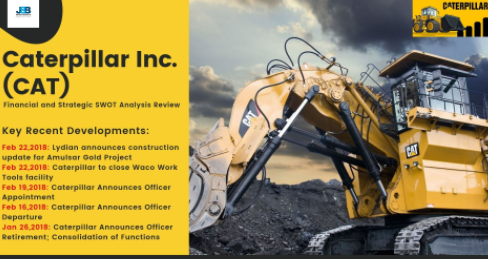 JSB
CATERPILLAR
Caterpillar Inc.
(CAT)
Financial and Strategic SWOT Analysis Review
Key Recent Developments:
Feb 22,2018: Lydian announces construction
update for Amulsar Gold Project
Feb 22,2018: Caterpillar to close Waco Work
Tools facility
Feb 19,2018: Caterpillar Announces Officer
Appointment
Feb 16,2018: Caterpillar Announces Officer
Departure
Jan 26,2018: Caterpillar Announces Officer
Retirement; Consolidation of Functions
CAT
CAT